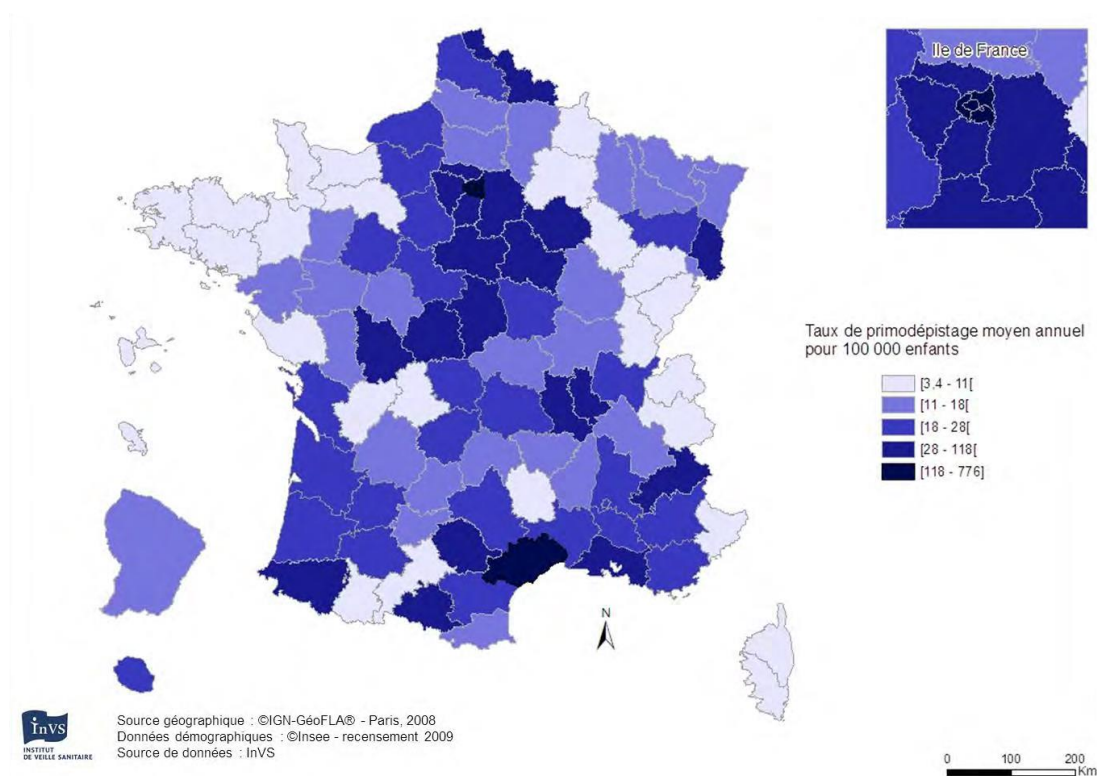 Ile de France
Taux de primodépistage moyen annuel
pour 100 000 enfants
[3,4 - 11[
[11 - 18[
[18 - 28[
[28 - 118[
[118 - 776]
N
InVS
INSTITUT
DE VEILLE SANITAIRE
Source géographique : ©IGN-GéoFLA® - Paris, 2008
Données démographiques : ©Insee - recensement 2009
Source de données : InVS
0 100 200
Km